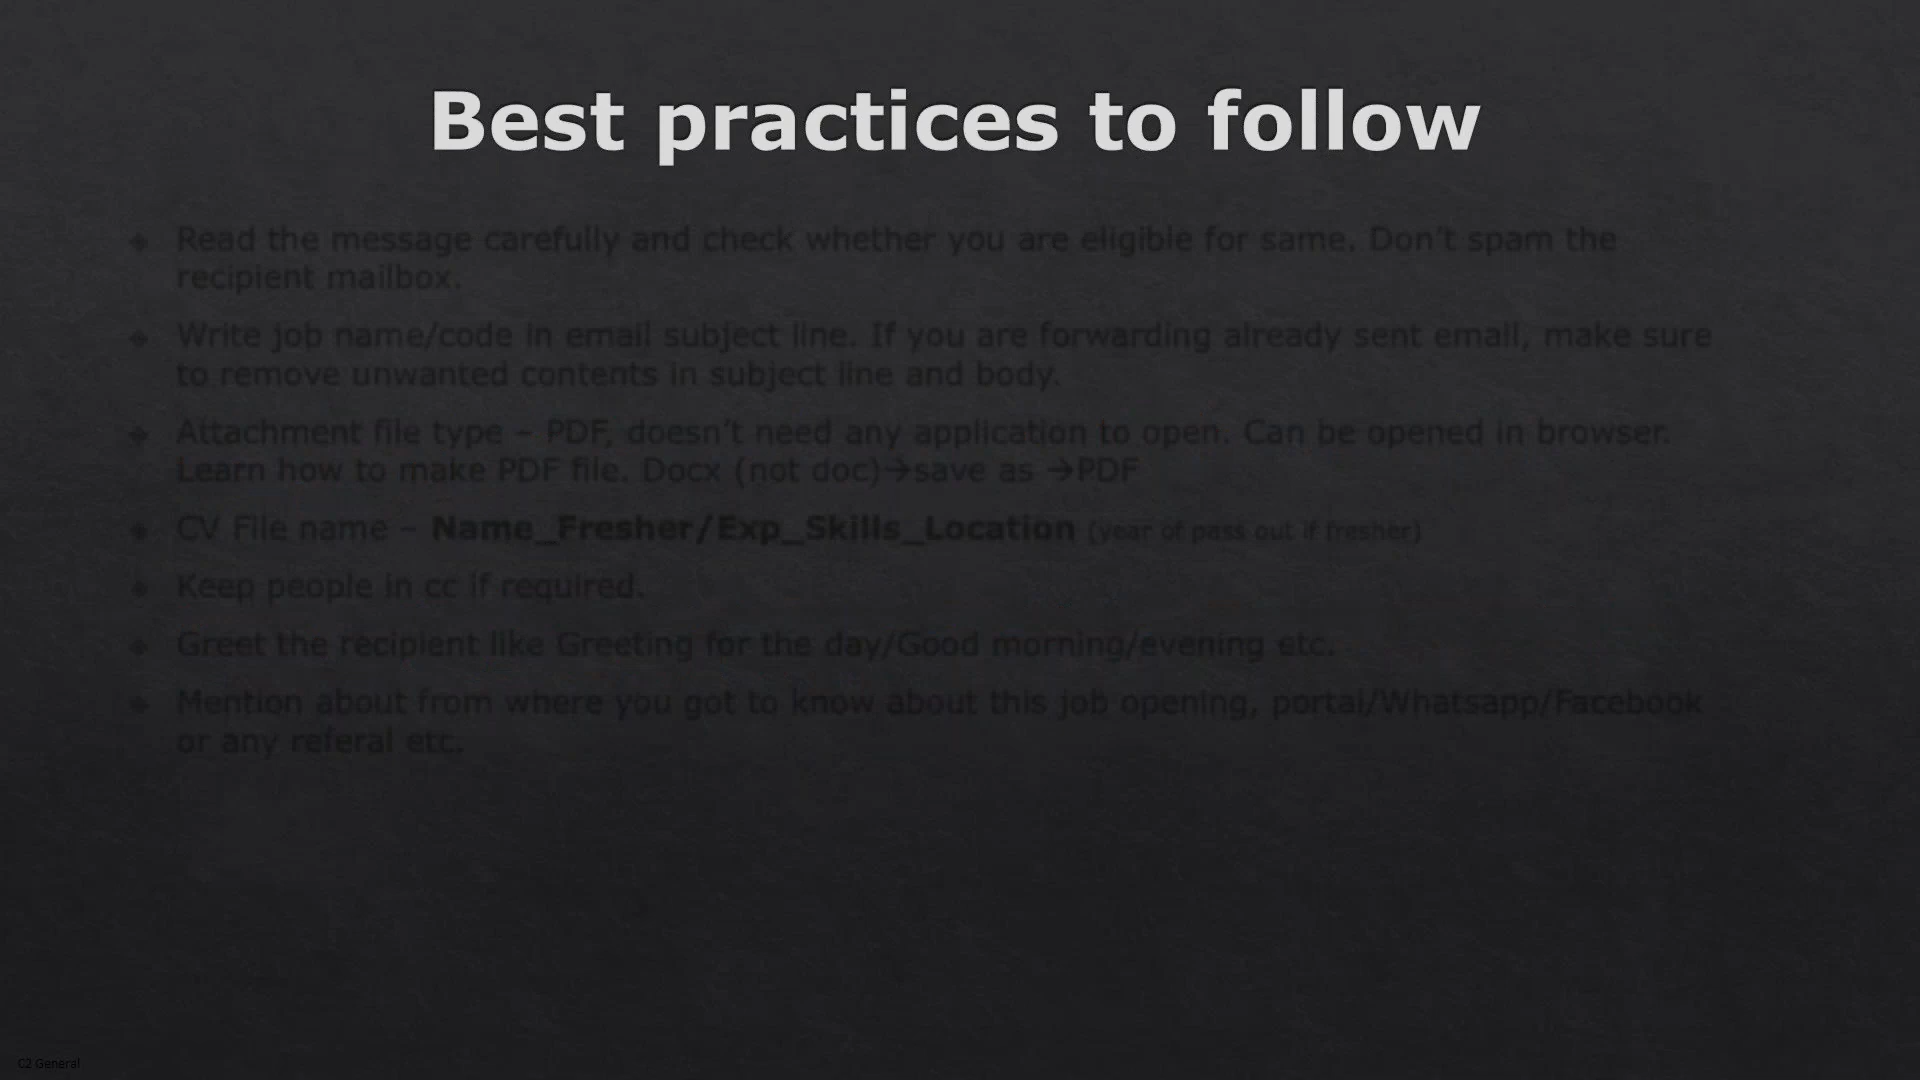 Best practices to follow
Read the message carefully and check whether you are eligible for same. Don't spam the
recipient mailbox.
Write job name/code in email subject line. If you are forwarding already sent email, make sure
to remove unwanted contents in subject line and body.
Attachment file type – PDF, doesn't need any application to open. Can be opened in browser.
Learn how to make PDF file. Docx (not doc)→save as →PDF
CV File name – Name_Fresher/Exp_Skills_Location (year of pass out if fresher)
Keep people in cc if required.
Greet the recipient like Greeting for the day/Good morning/evening etc.
Mention about from where you got to know about this job opening, portal/Whatsapp/Facebook
or any referal etc.
C2 General